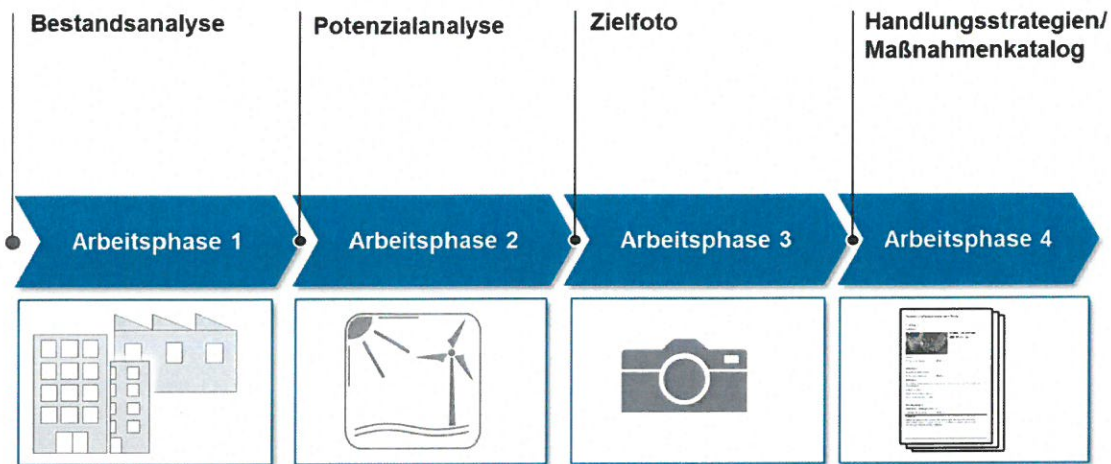 Bestandsanalyse
Potenzialanalyse
Zielfoto
Handlungsstrategien/
Maßnahmenkatalog
Arbeitsphase 1
Arbeitsphase 2
Arbeitsphase 3
Arbeitsphase 4